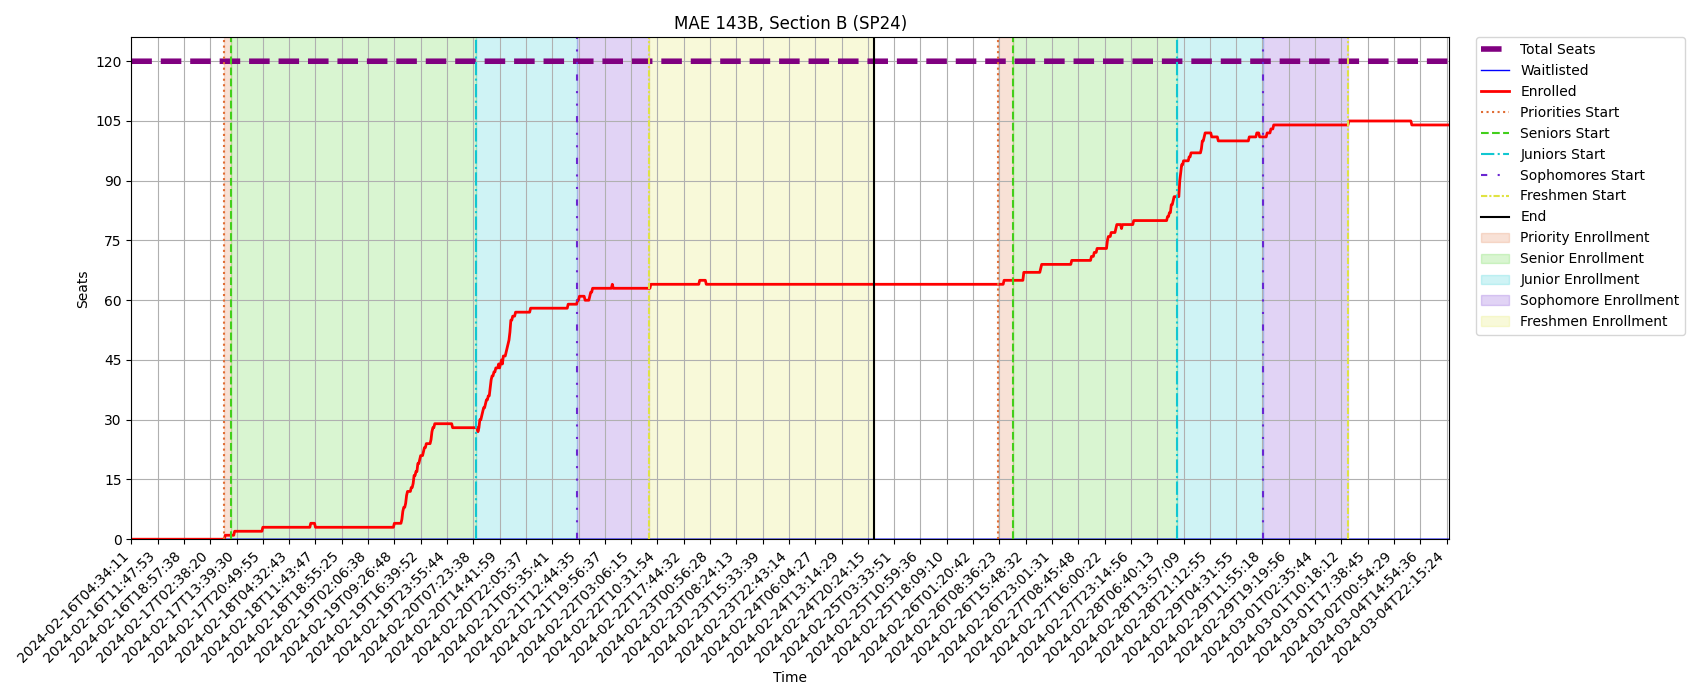 MAE 143B, Section B (SP24)
Seats
120
105
90
75
60
45
30
15
0
2024-02-16T04:34:11
2024-02-16T11:47:53
2024-02-16T18:57:38
2024-02-17T02:38:20
2024-02-17T13:39:30
2024-02-17T20:49:55
2024-02-18T04:32:43
2024-02-18T11:43:47
2024-02-18T18:55:25
2024-02-19T02:06:38
2024-02-19T09:26:48
2024-02-19T16:39:52
2024-02-19T23:55:44
2024-02-20T07:23:38
2024-02-20T14:41:59
2024-02-20T22:05:37
2024-02-21T05:35:41
2024-02-21T12:44:35
2024-02-21T19:56:37
2024-02-22T03:06:15
2024-02-22T10:31:54
2024-02-22T17:44:32
2024-02-23T00:56:28
2024-02-23T08:24:13
2024-02-23T15:33:39
2024-02-23T22:43:14
2024-02-24T06:04:27
2024-02-24T13:14:29
2024-02-24T20:24:15
2024-02-25T03:33:51
2024-02-25T10:59:36
2024-02-25T18:09:10
2024-02-26T01:20:42
2024-02-26T08:36:23
2024-02-26T15:48:32
2024-02-26T23:01:31
2024-02-27T08:45:48
2024-02-27T16:00:22
2024-02-27T23:14:56
2024-02-28T06:40:13
2024-02-28T13:57:09
2024-02-28T21:12:55
2024-02-29T04:31:55
2024-02-29T11:55:18
2024-02-29T19:19:56
2024-03-01T02:35:44
2024-03-01T10:18:12
2024-03-01T17:38:45
2024-03-02T00:54:29
2024-03-04T14:54:36
2024-03-04T22:15:24
Time
Total Seats
Waitlisted
Enrolled
Priorities Start
Seniors Start
Juniors Start
Sophomores Start
Freshmen Start
End
Priority Enrollment
Senior Enrollment
Junior Enrollment
Sophomore Enrollment
Freshmen Enrollment